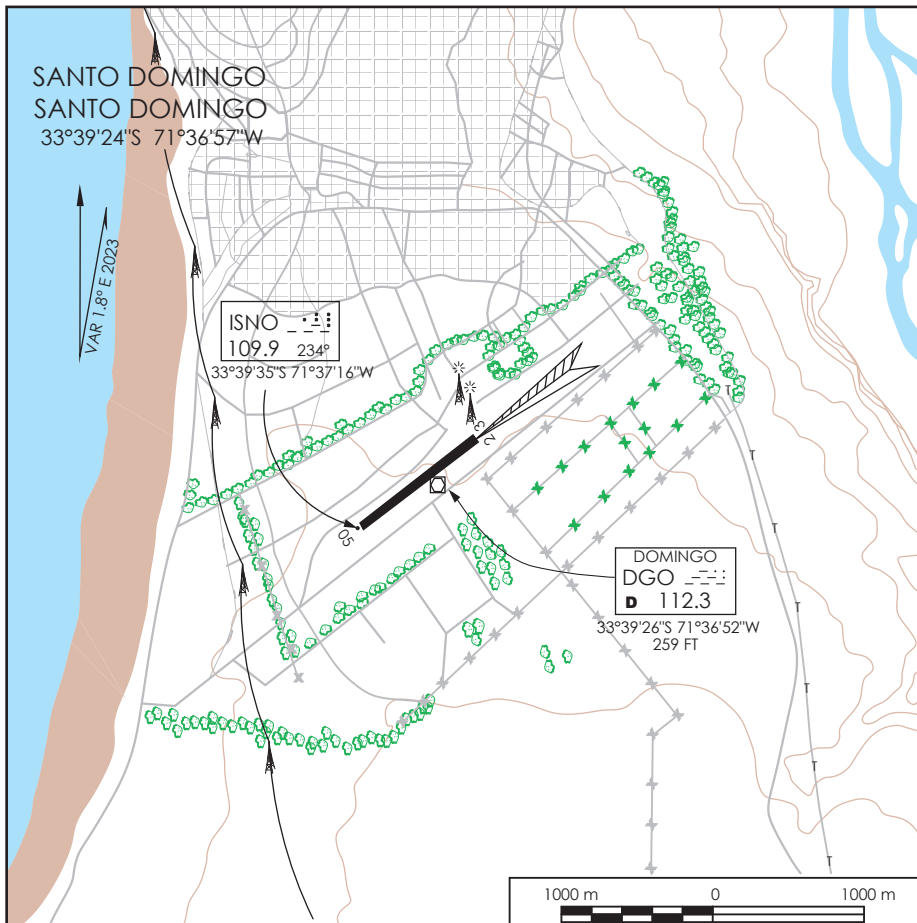 SANTO DOMINGO
SANTO DOMINGO
33°39'24"S 71°36'57"W
VAR 1.8° E 2023
ISNO
109.9 234°
33°39'35"S 71°37'16"W
23
05
DOMINGO
DGO
D 112.3
33°39'26"S 71°36'52"W
259 FT
T
T
T
T
T
T
1000 m 0 1000 m